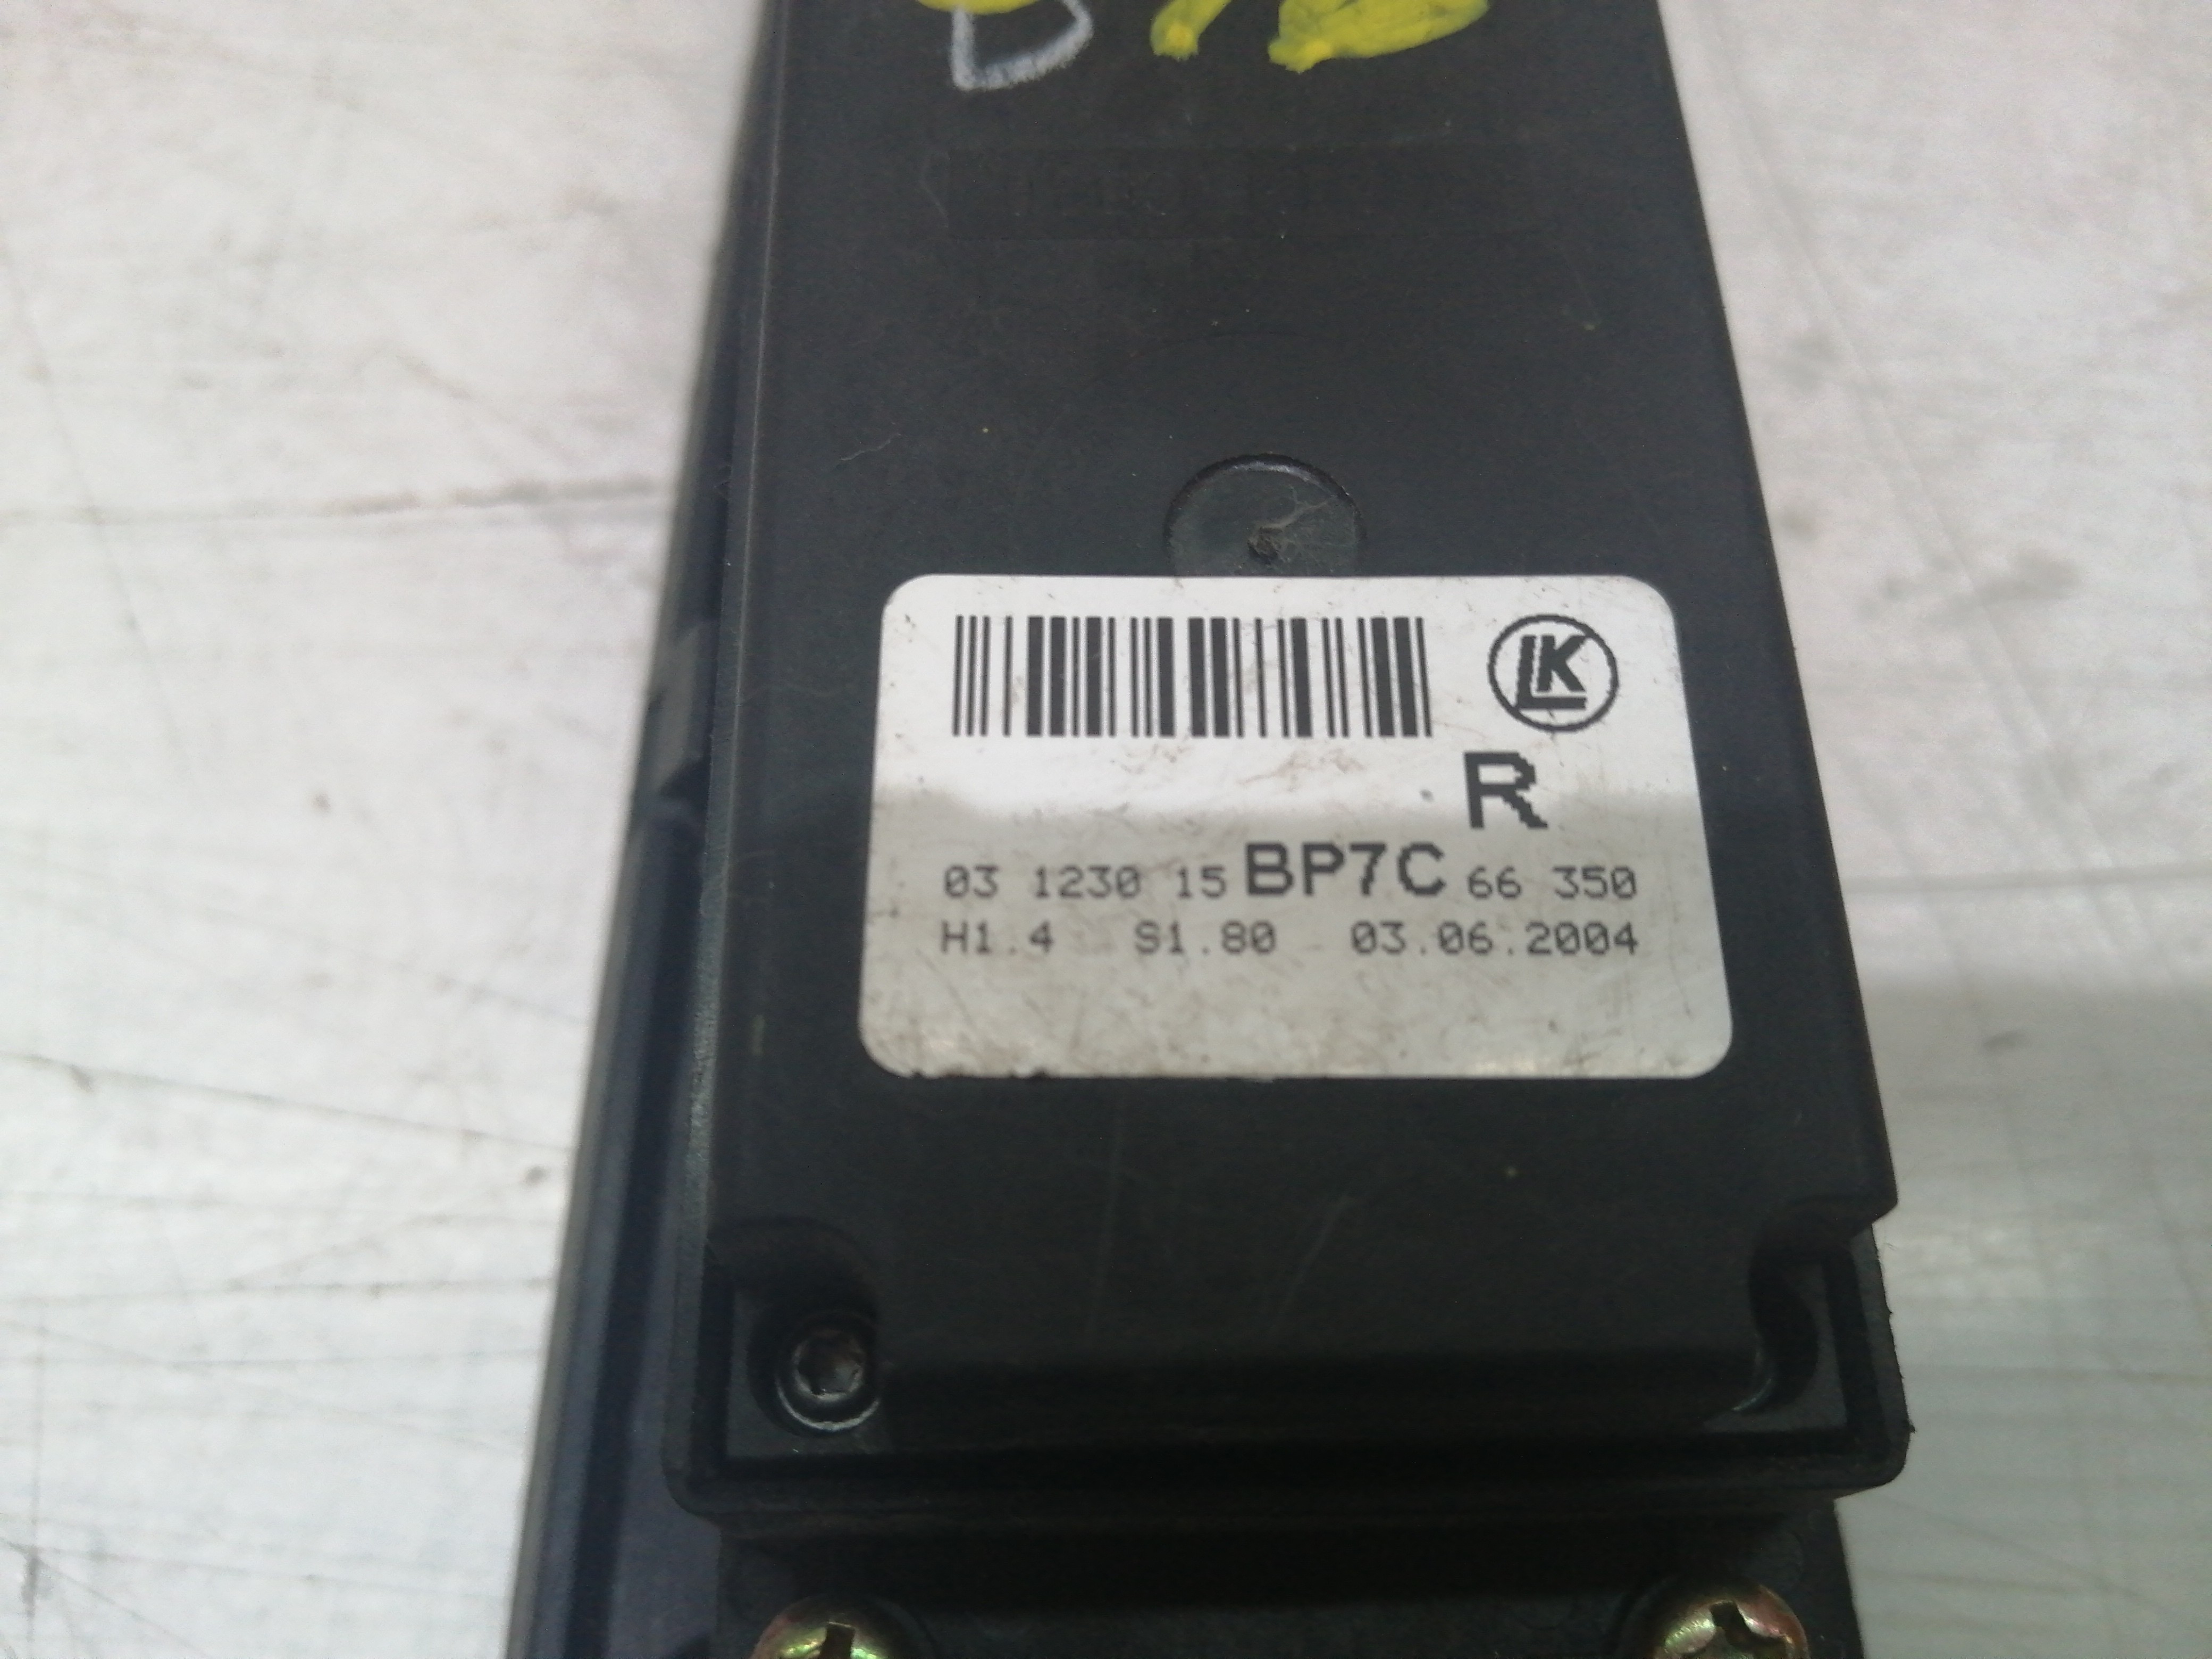 LK
R
03 1230 15 BP7C 66 350
H1.4 S1.80 03.06.2004